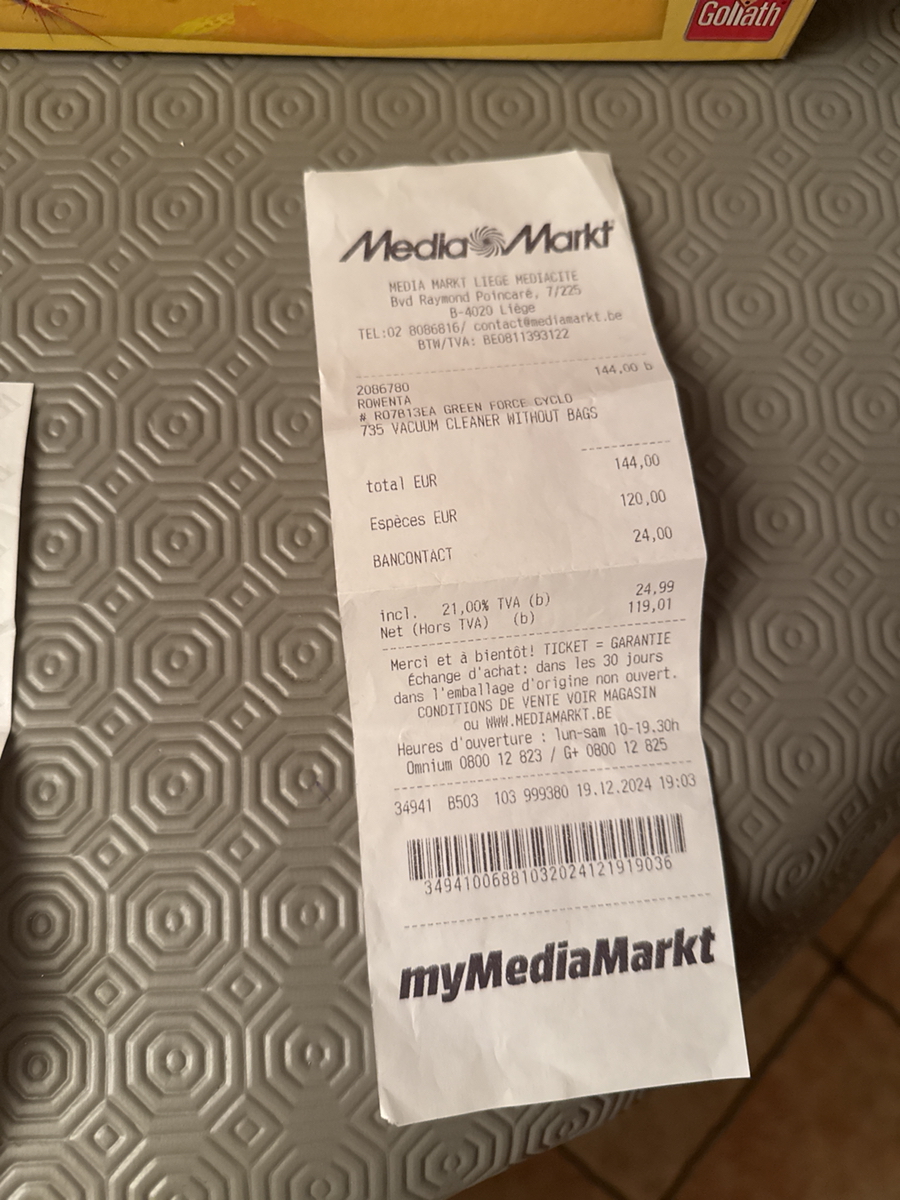 Goliath
Media Markt
MEDIA MARKT LIEGE MEDIACITE
Bvd Raymond Poincaré, 7/225
B-4020 Liège
TEL:02 8086816/ contact@mediamarkt.be
BTW/TVA: BE0811393122
144,00 b
2086780
ROWENTA
# RO7B13EA GREEN FORCE CYCLO
735 VACUUM CLEANER WITHOUT BAGS
total EUR 144,00
Espèces EUR 120,00
BANCONTACT 24,00
incl. 21,00% TVA (b) 24,99
Net (Hors TVA) (b) 119,01
Merci et à bientôt! TICKET = GARANTIE
Échange d'achat: dans les 30 jours
dans l'emballage d'origine non ouvert.
CONDITIONS DE VENTE VOIR MAGASIN
ou WWW.MEDIAMARKT.BE
Heures d'ouverture : lun-sam 10-19.30h
Omnium 0800 12 823 / G+ 0800 12 825
34941 B503 103 999380 19.12.2024 19:03
3494100688103202412191903​6
myMediaMarkt